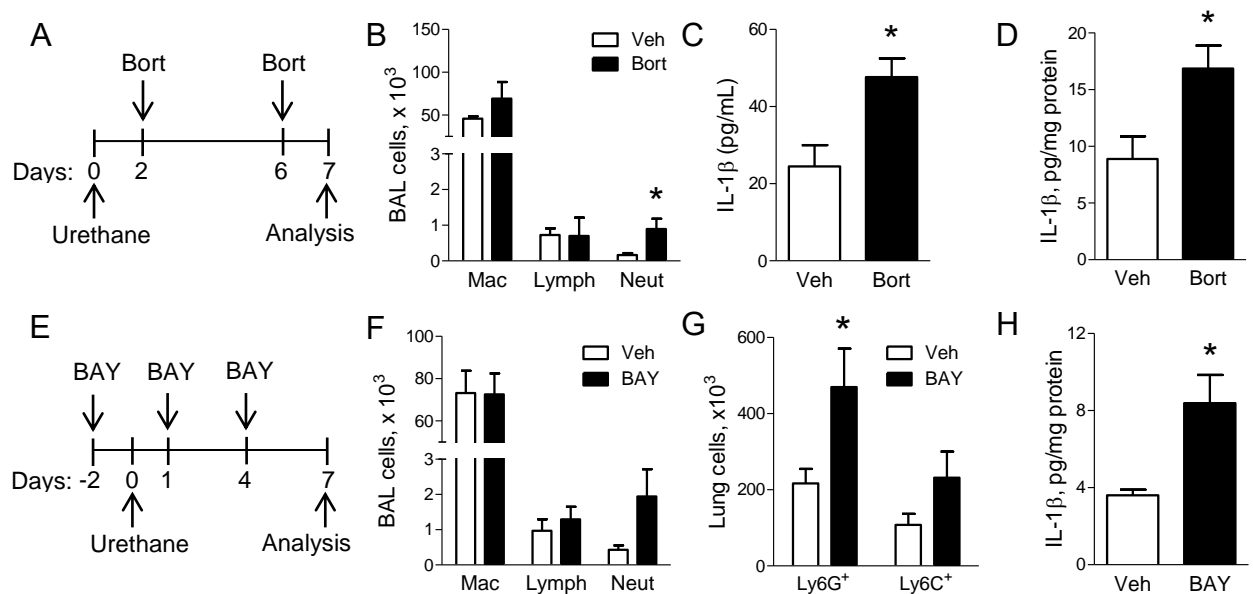 A
Bort Bort
Days: 0 2 6 7
Urethane Analysis
B
Veh
Bort
BAL cells, x 10³
150
100
50
3
2
1
0
Mac Lymph Neut
*
C
IL-1β (pg/mL)
60
40
20
0
*
Veh Bort
D
IL-1β, pg/mg protein
20
15
10
5
0
*
Veh Bort
E
BAY BAY BAY
Days: -2 0 1 4 7
Urethane Analysis
F
Veh
BAY
BAL cells, x 10³
100
80
60
2
1
0
Mac Lymph Neut
G
Veh
BAY
Lung cells, x10³
600
400
200
0
*
Ly6G⁺ Ly6C⁺
H
IL-1β, pg/mg protein
12
8
4
0
*
Veh BAY